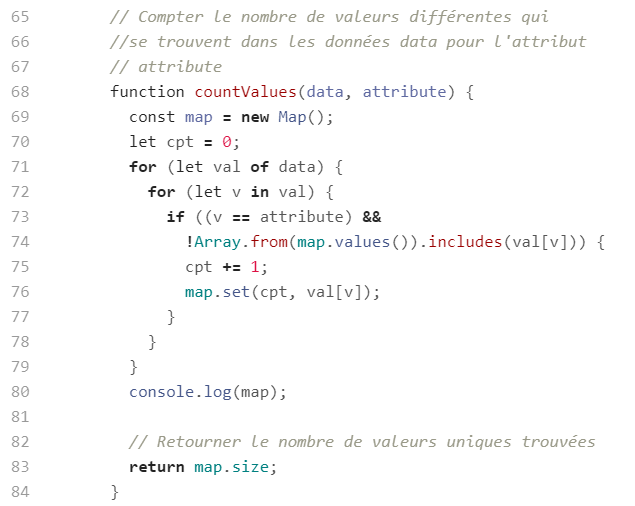 65 // Compter le nombre de valeurs différentes qui
66 //se trouvent dans les données data pour l'attribut
67 // attribute
68 function countValues(data, attribute) {
69 const map = new Map();
70 let cpt = 0;
71 for (let val of data) {
72 for (let v in val) {
73 if ((v == attribute) &&
74 !Array.from(map.values()).includes(val[v])) {
75 cpt += 1;
76 map.set(cpt, val[v]);
77 }
78 }
79 }
80 console.log(map);
81
82 // Retourner le nombre de valeurs uniques trouvées
83 return map.size;
84 }